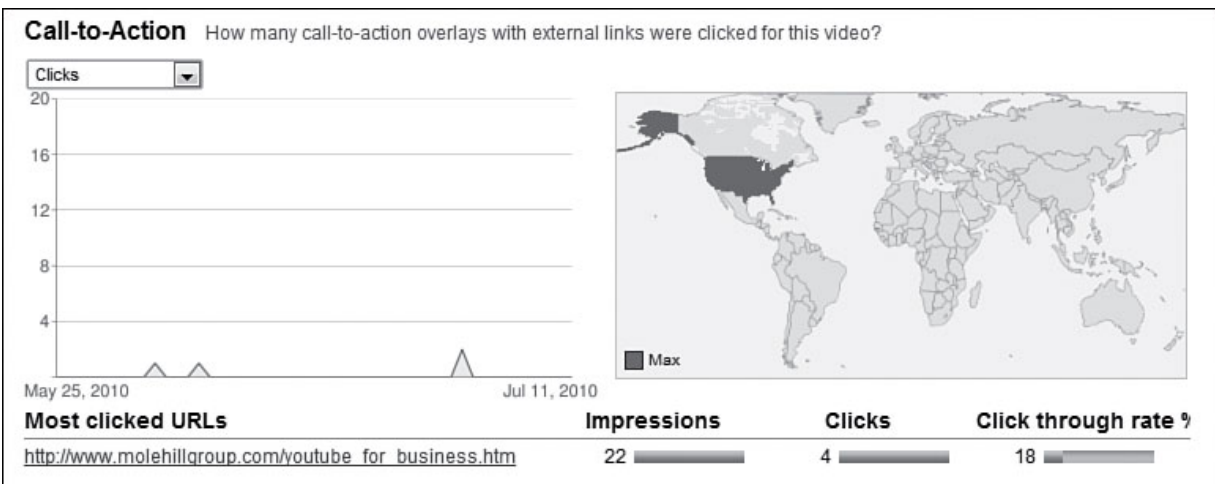 Call-to-Action How many call-to-action overlays with external links were clicked for this video?
Clicks
20
16
12
8
4
May 25, 2010 Jul 11, 2010
Max
Most clicked URLs Impressions Clicks Click through rate %
http://www.molehillgroup.com/youtube_for_business.htm 22 4 18